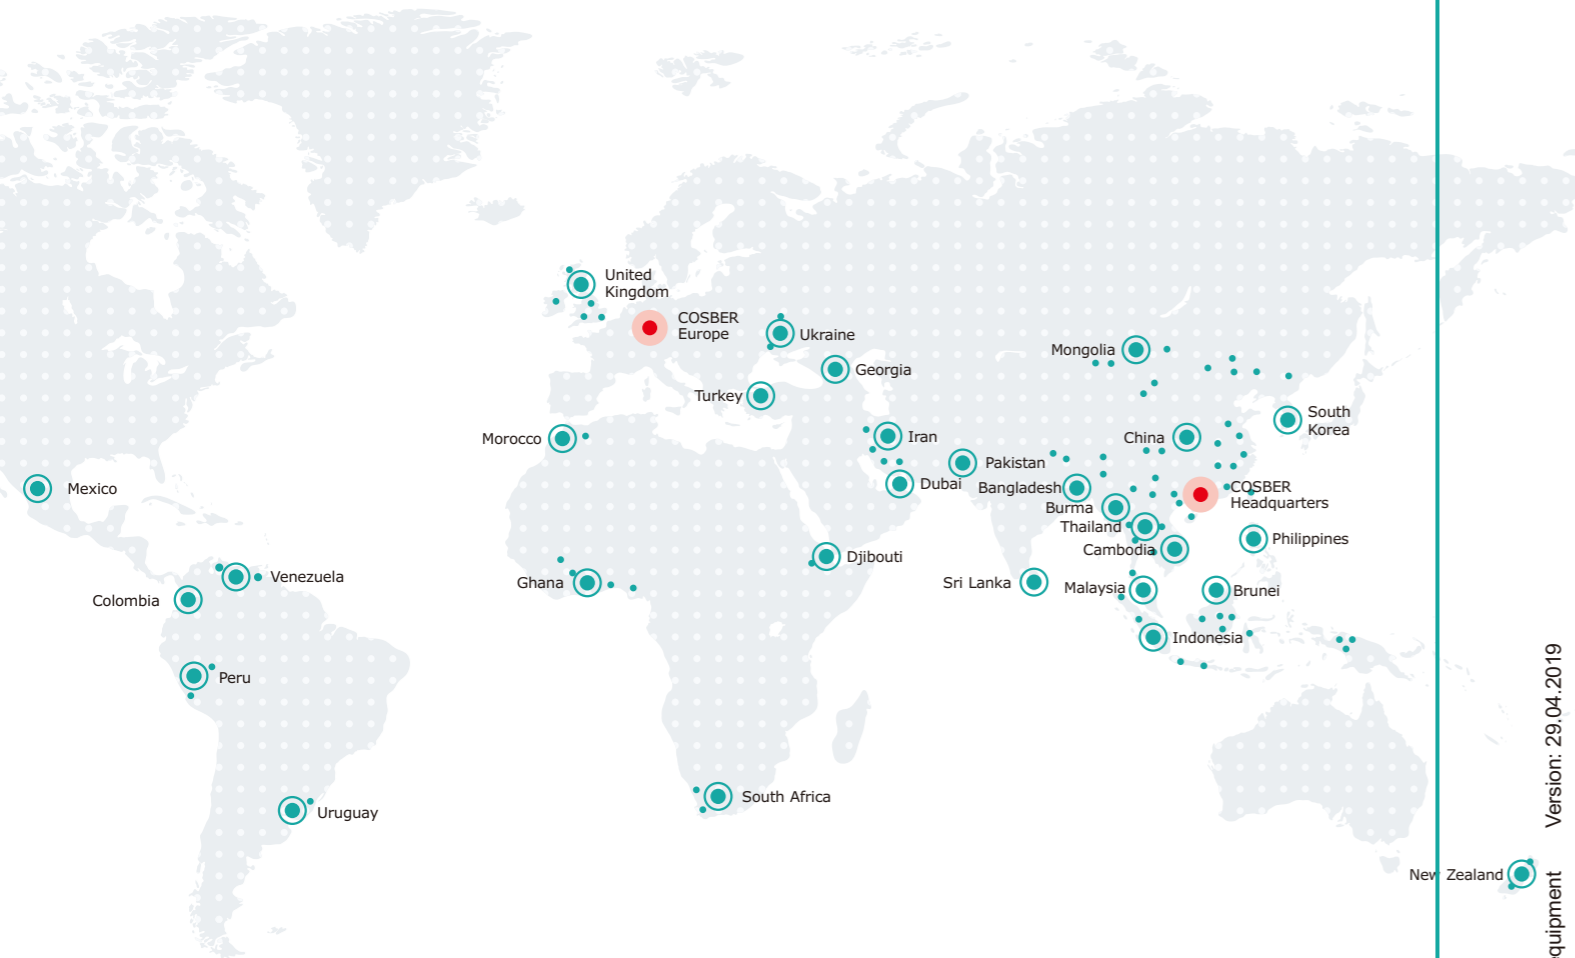 United
Kingdom
COSBER
Europe
Ukraine
Georgia
Turkey
Mongolia
South
Korea
China
Morocco
Iran
Pakistan
Dubai
Bangladesh
COSBER
Headquarters
Mexico
Burma
Thailand
Cambodia
Philippines
Djibouti
Venezuela
Ghana
Sri Lanka
Malaysia
Brunei
Colombia
Indonesia
Peru
South Africa
Uruguay
New Zealand
quipment Version: 29.04.2019